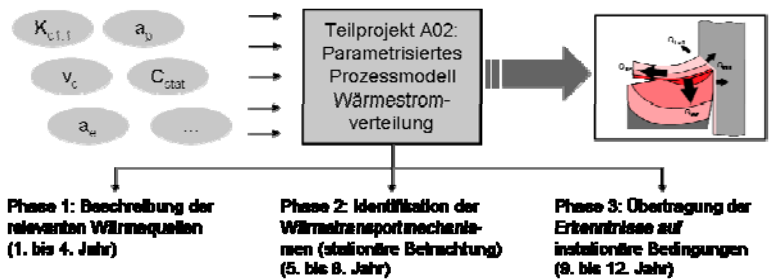 Kc1.1
ap
vc
Cstat
ae
...
Teilprojekt A02:
Parametrisiertes
Prozessmodell
Wärmestrom-
verteilung
Phase 1: Beschreibung der
relevanten Wärmequellen
(1. bis 4. Jahr)
Phase 2: Identifikation der
Wärmetransportmechanis-
men (stationäre Betrachtung)
(5. bis 8. Jahr)
Phase 3: Übertragung der
Erkenntnisse auf
instationäre Bedingungen
(9. bis 12. Jahr)